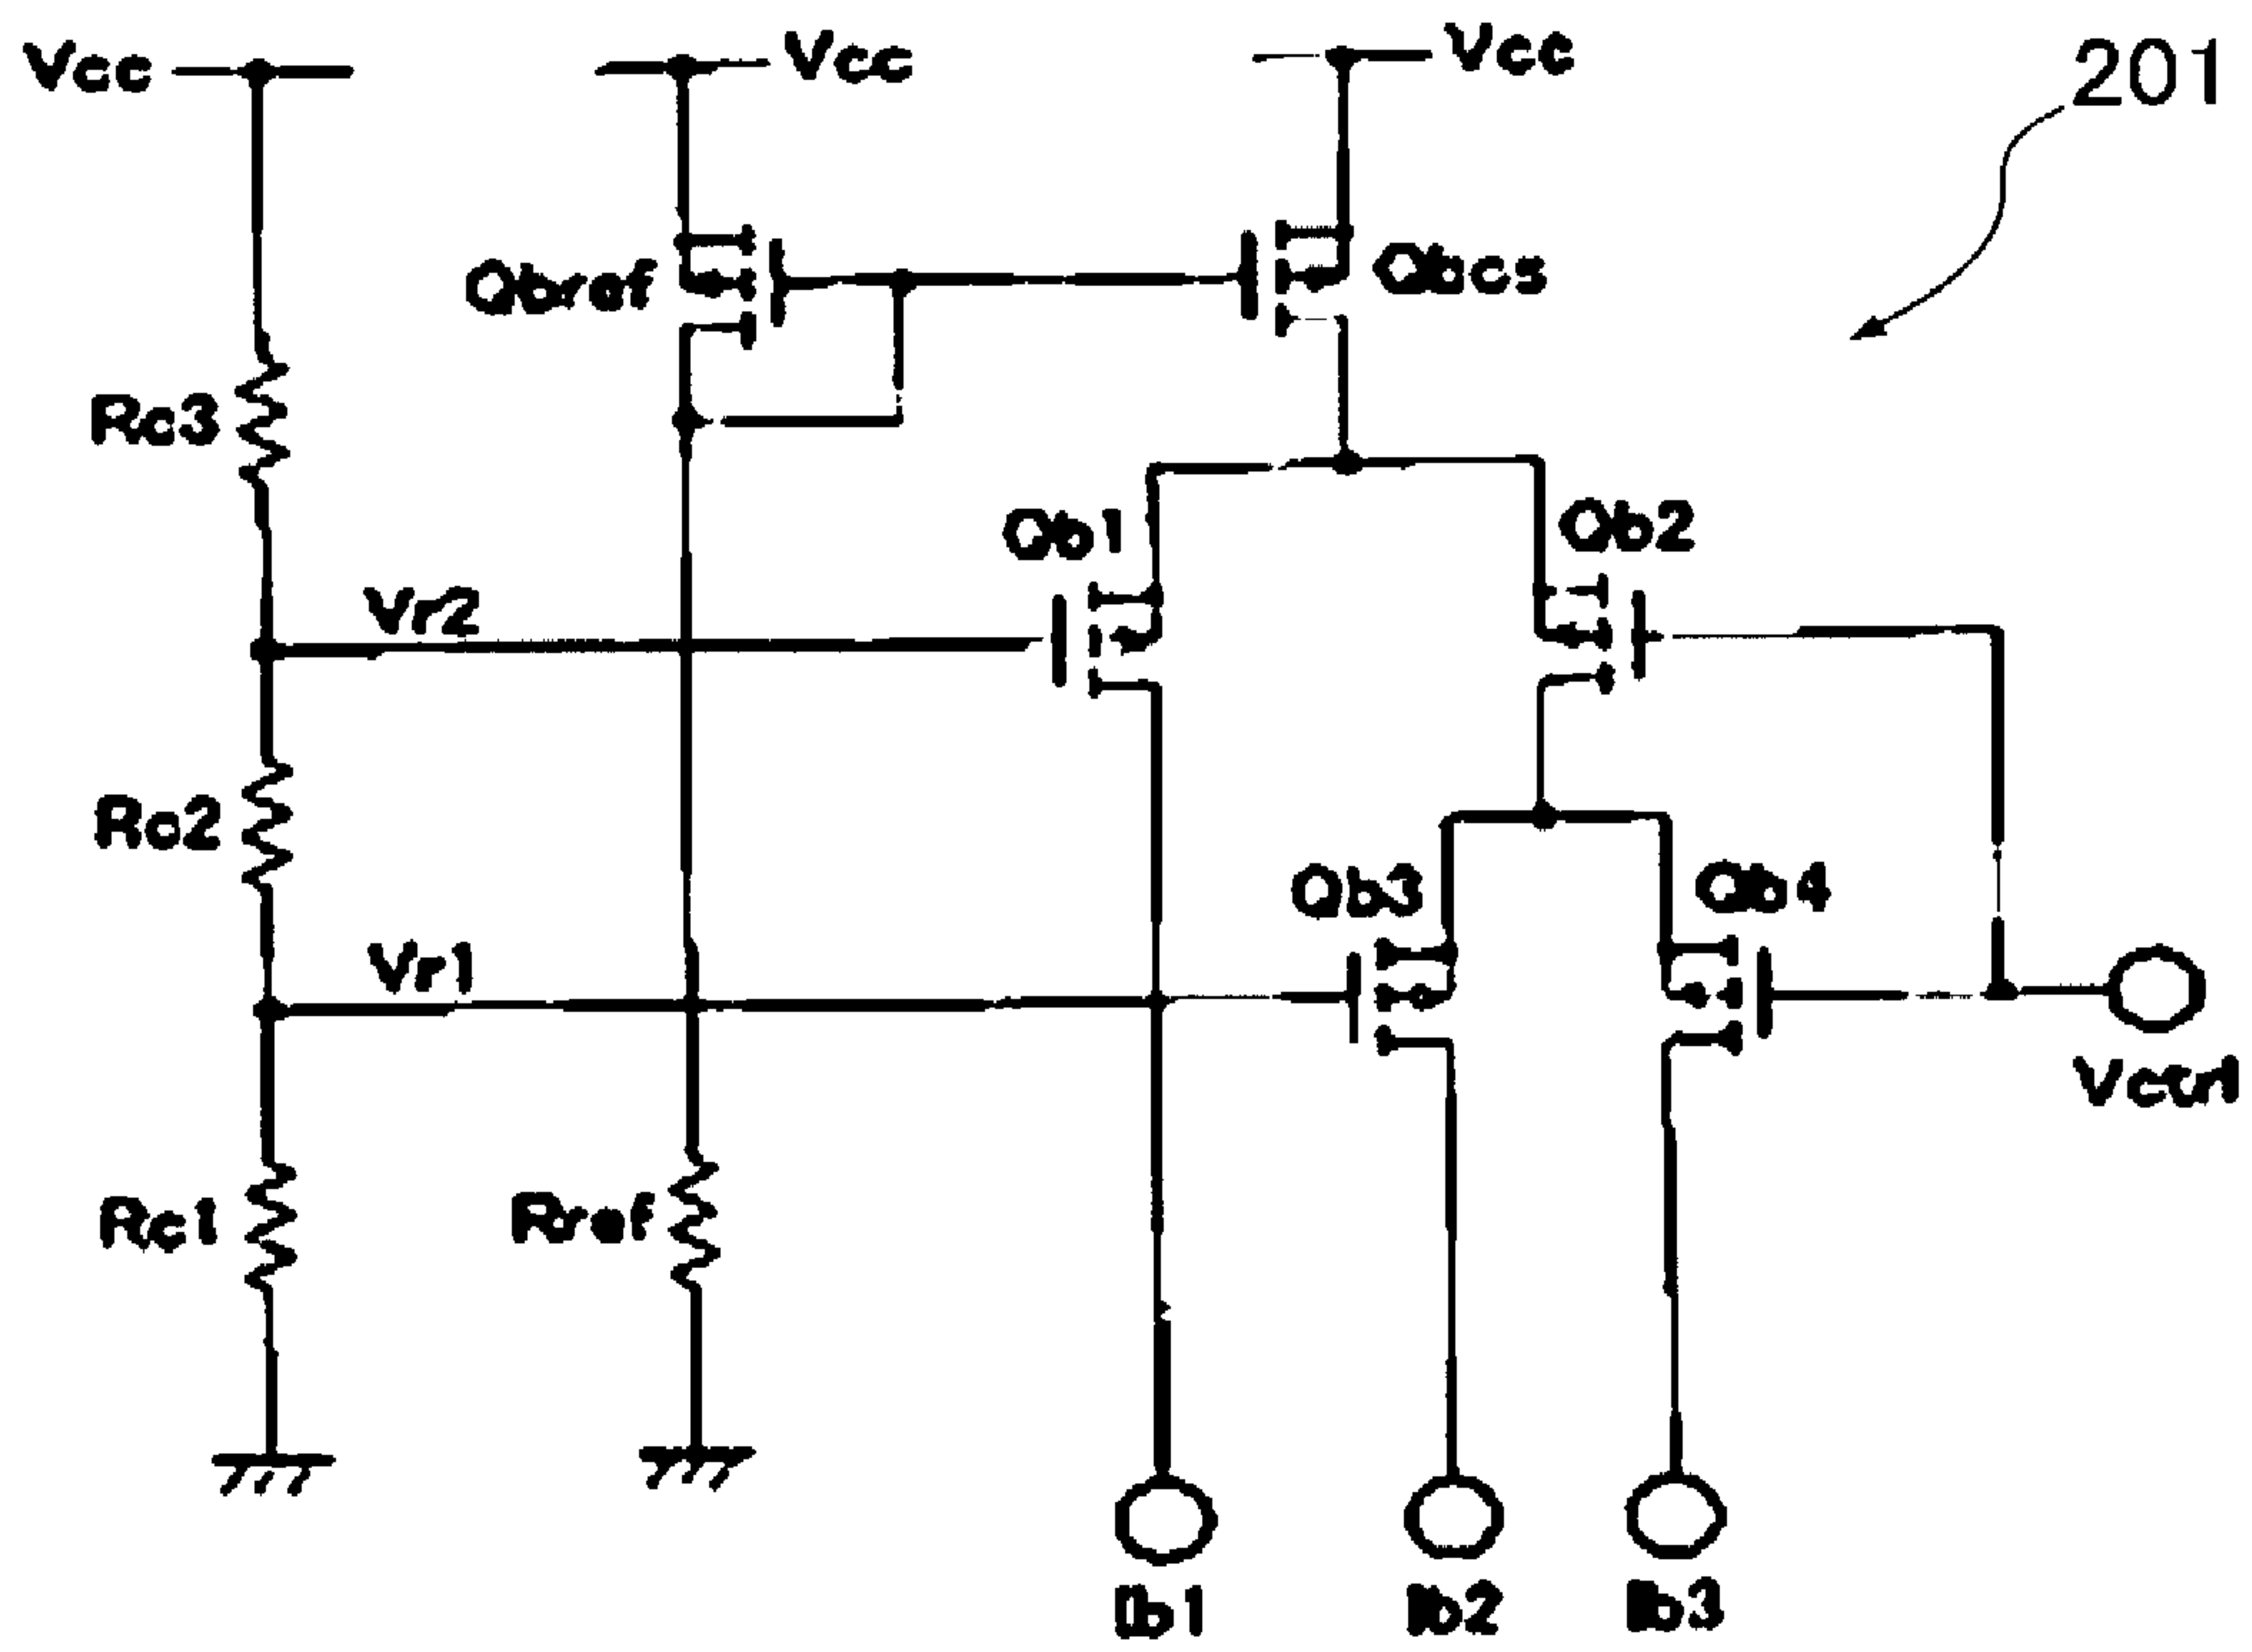 Vcc
Vcc
Vcc
201
Qbref
Qbcs
Rc3
Qb1
Qb2
Vr2
Rc2
Qb3
Qb4
Vr1
Rc1
Rref
Ib1
Ib2
Ib3